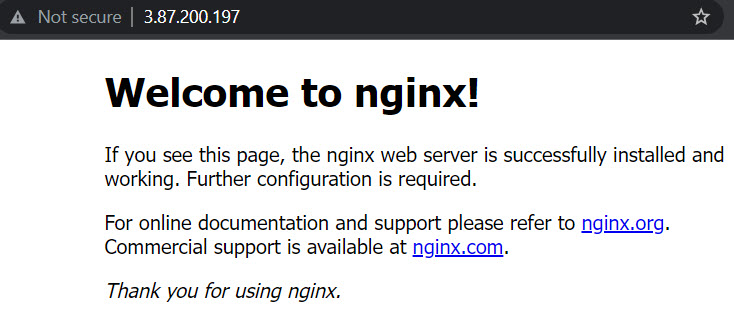 Not secure | 3.87.200.197
Welcome to nginx!
If you see this page, the nginx web server is successfully installed and
working. Further configuration is required.
For online documentation and support please refer to nginx.org.
Commercial support is available at nginx.com.
Thank you for using nginx.